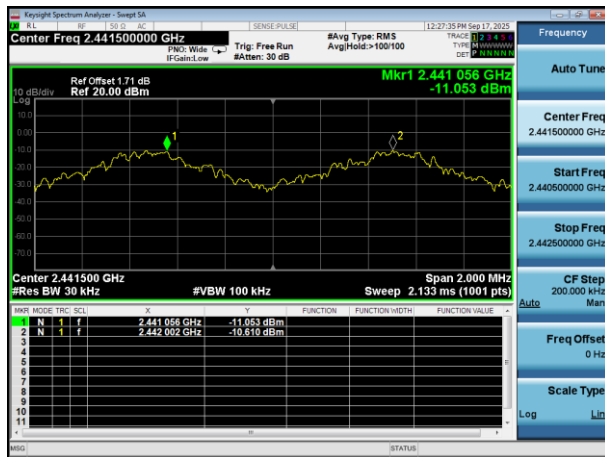 Keysight Spectrum Analyzer - Swept SA
RL RF 50 Ω AC SENSE:PULSE 12:27:35 PM Sep 17, 2025
Center Freq 2.441500000 GHz
PNO: Wide
IFGain:Low
Trig: Free Run
#Atten: 30 dB
#Avg Type: RMS
Avg|Hold:>100/100
TRACE 1 2 3 4 5 6
TYPE M W W W W W
DET P N N N N N
Ref Offset 1.71 dB
10 dB/div Ref 20.00 dBm
Mkr1 2.441 056 GHz
-11.053 dBm
Log
10.0
0.00
-10.0
-20.0
-30.0
-40.0
-50.0
-60.0
-70.0
1
2
Center 2.441500 GHz Span 2.000 MHz
#Res BW 30 kHz #VBW 100 kHz Sweep 2.133 ms (1001 pts)
MKR MODE TRC SCL X Y FUNCTION FUNCTION WIDTH FUNCTION VALUE
1 N 1 f 2.441 056 GHz -11.053 dBm
2 N 1 f 2.442 002 GHz -10.610 dBm
3
4
5
6
7
8
9
10
11
MSG STATUS
Frequency
Auto Tune
Center Freq
2.441500000 GHz
Start Freq
2.440500000 GHz
Stop Freq
2.442500000 GHz
CF Step
200.000 kHz
Auto Man
Freq Offset
0 Hz
Scale Type
Log Lin